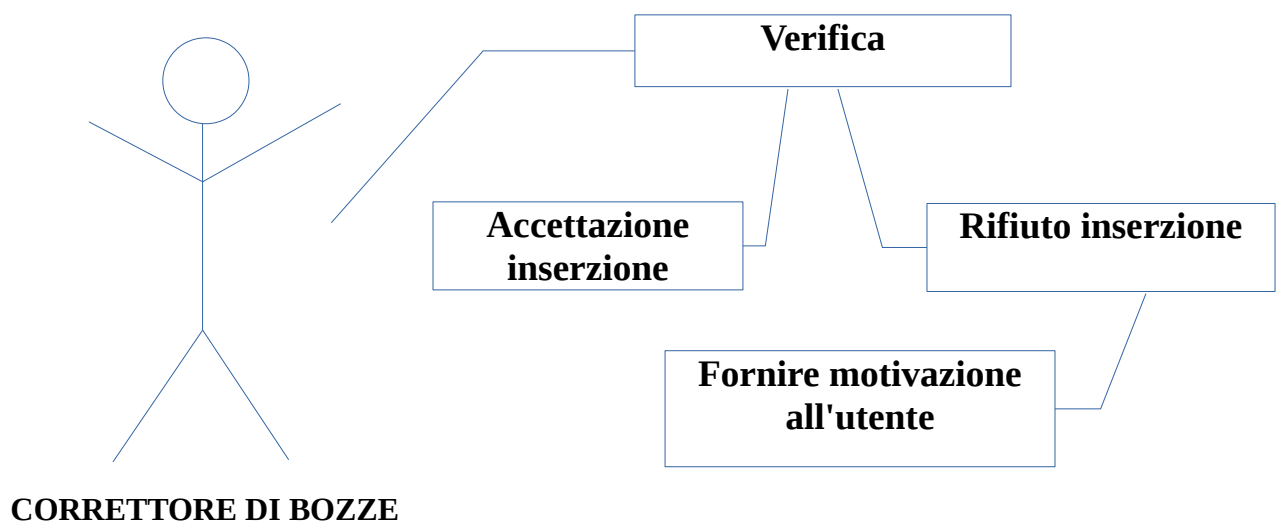 Verifica
Accettazione
inserzione
Rifiuto inserzione
Fornire motivazione
all'utente
CORRETTORE DI BOZZE